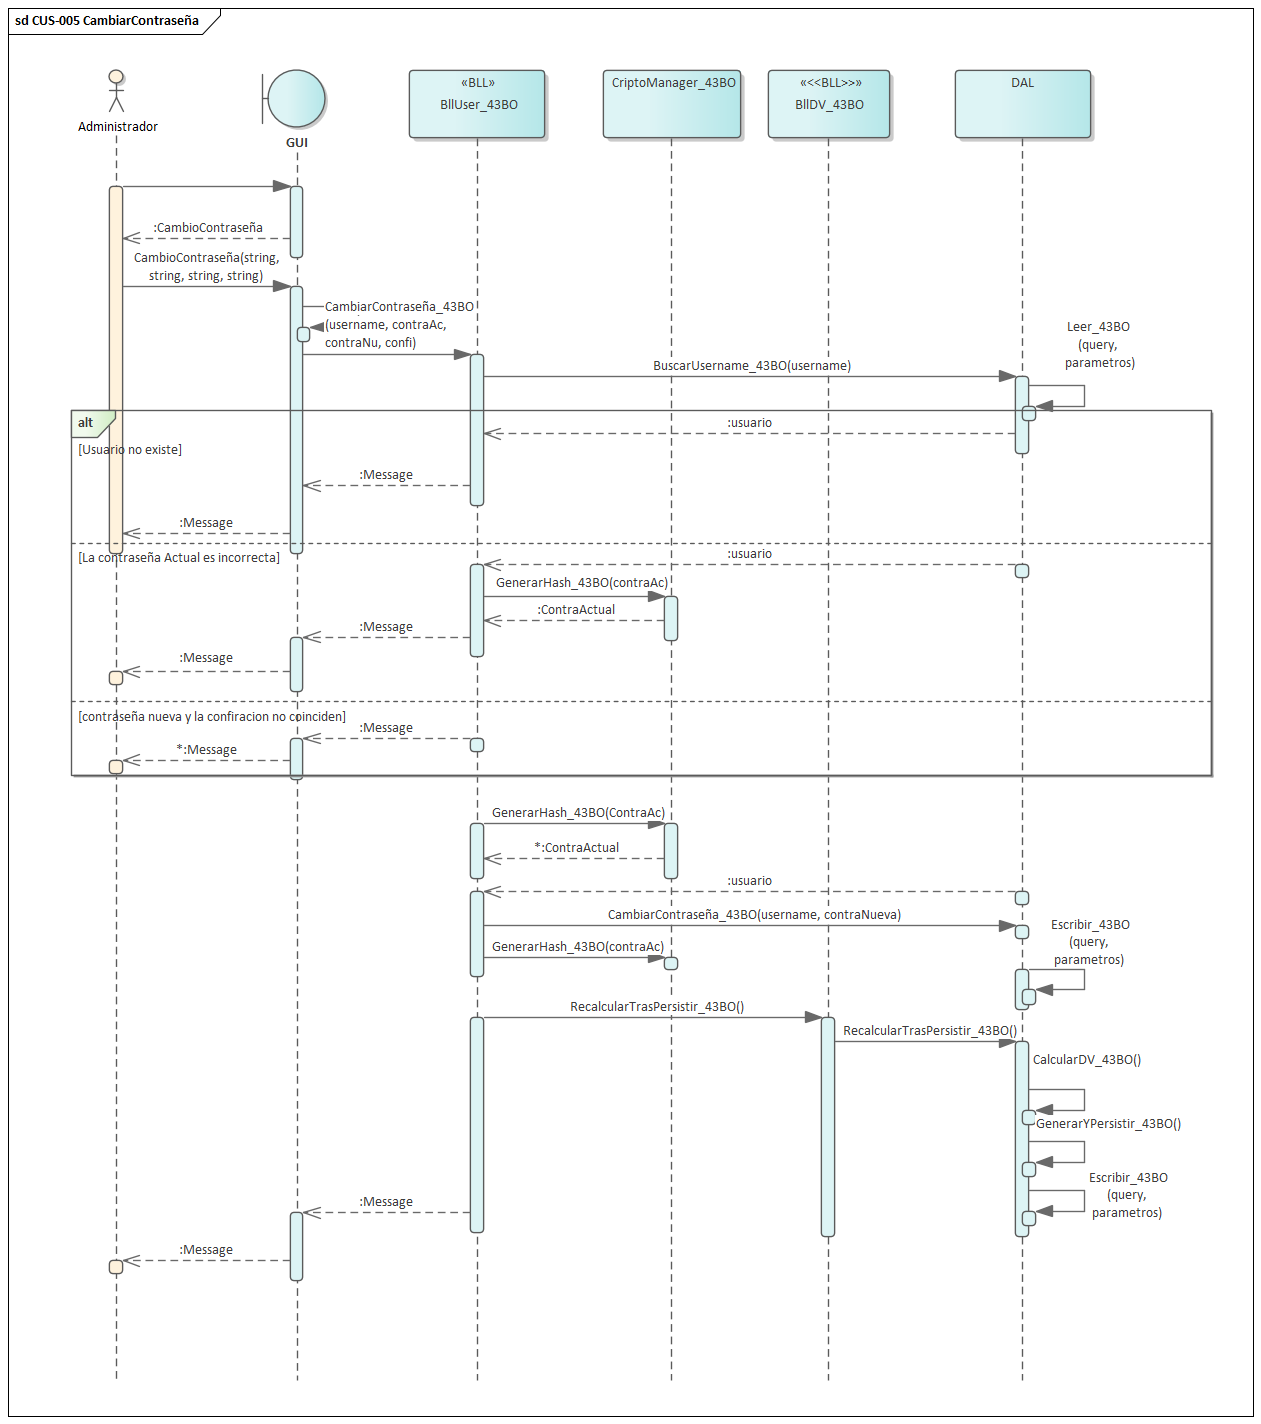 sd CUS-005 CambiarContraseña
Administrador
GUI
«BLL»
BllUser_43BO
CriptoManager_43BO
«<<BLL>>»
BllDV_43BO
DAL
:CambioContraseña
CambioContraseña(string,
string, string, string)
CambiarContraseña_43BO
(username, contraAc,
contraNu, confi)
BuscarUsername_43BO(username)
Leer_43BO
(query,
parametros)
alt
[Usuario no existe]
:usuario
:Message
:Message
[La contraseña Actual es incorrecta]
:usuario
GenerarHash_43BO(contraAc)
:ContraActual
:Message
:Message
[contraseña nueva y la confiracion no coinciden]
:Message
*:Message
GenerarHash_43BO(ContraAc)
*:ContraActual
:usuario
CambiarContraseña_43BO(username, contraNueva)
Escribir_43BO
(query,
parametros)
GenerarHash_43BO(contraAc)
RecalcularTrasPersistir_43BO()
RecalcularTrasPersistir_43BO()
CalcularDV_43BO()
GenerarYPersistir_43BO()
Escribir_43BO
(query,
parametros)
:Message
:Message